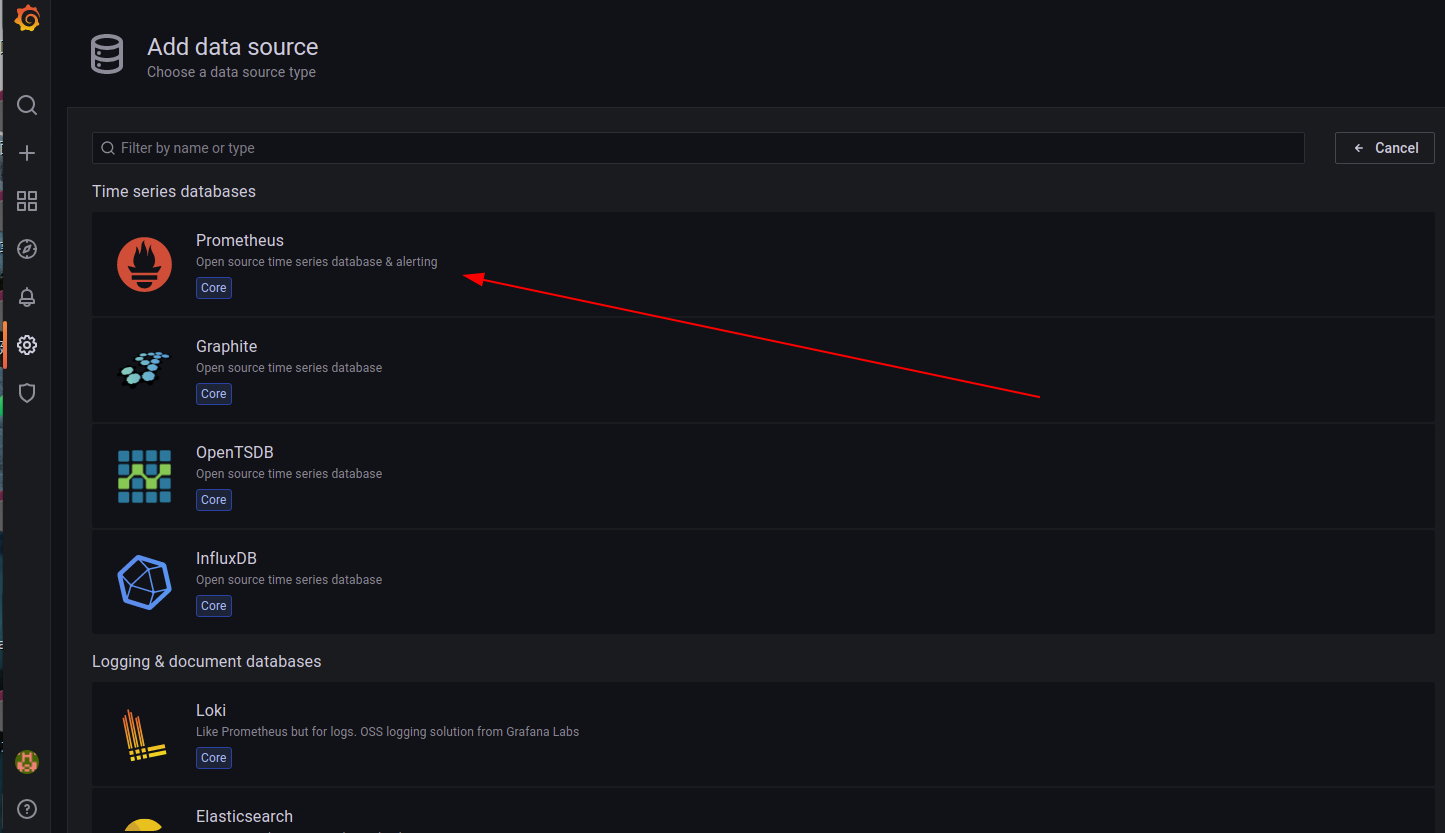 Add data source
Choose a data source type
Filter by name or type
Cancel
Time series databases
Prometheus
Open source time series database & alerting
Core
Graphite
Open source time series database
Core
OpenTSDB
Open source time series database
Core
InfluxDB
Open source time series database
Core
Logging & document databases
Loki
Like Prometheus but for logs. OSS logging solution from Grafana Labs
Core
Elasticsearch